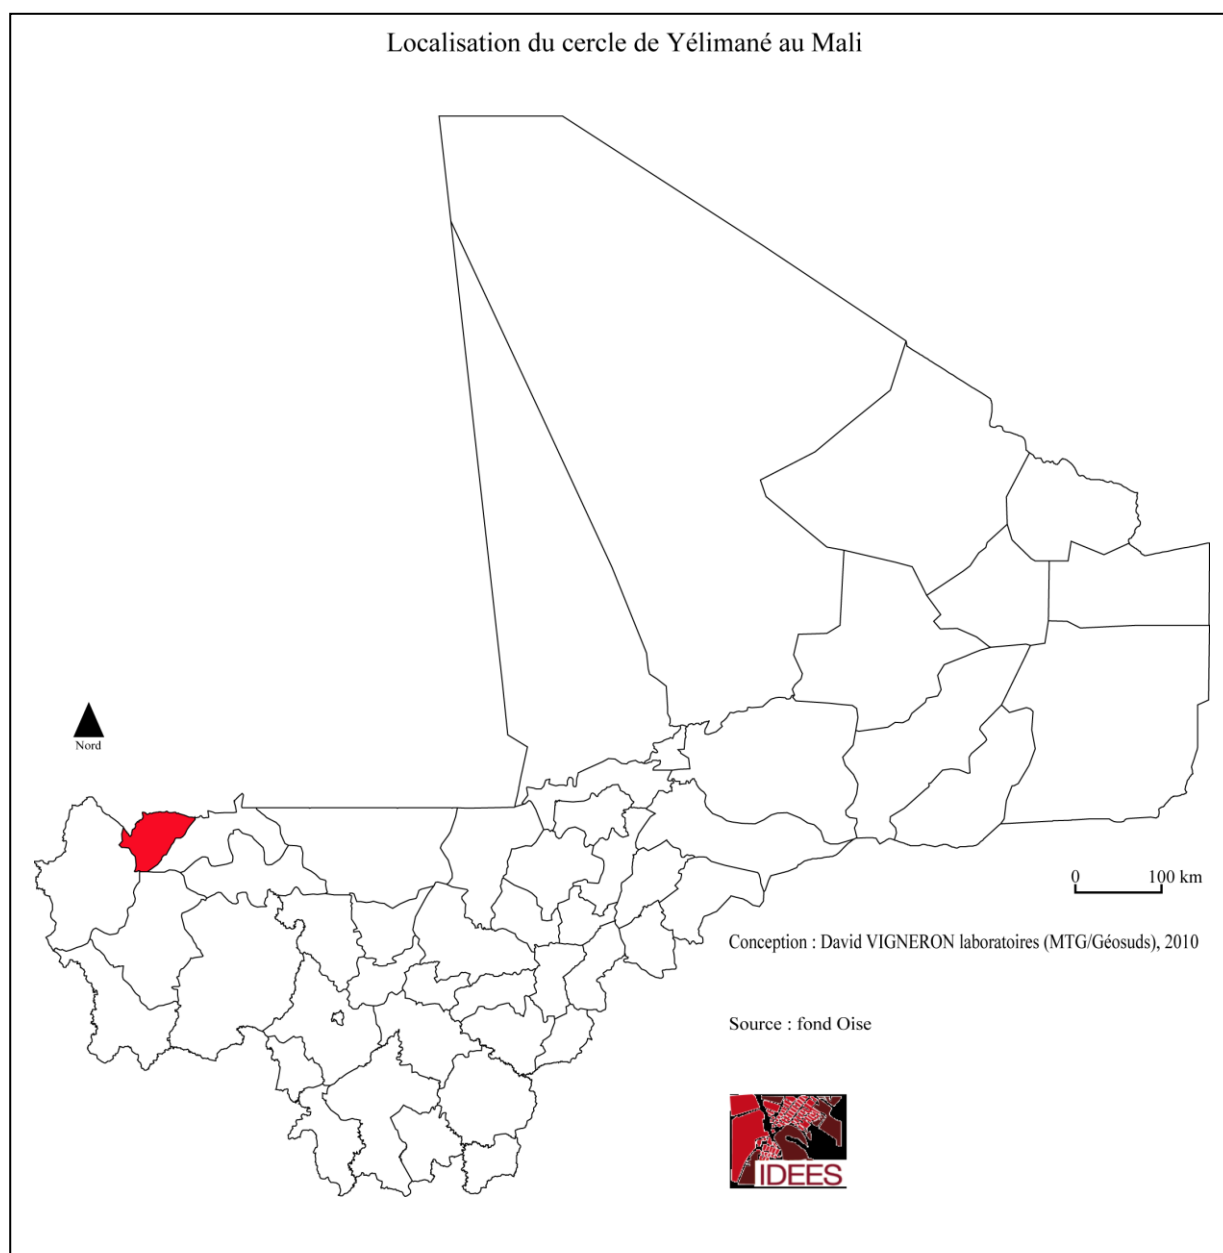 Localisation du cercle de Yélimané au Mali
Nord
0 100 km
Conception : David VIGNERON laboratoires (MTG/Géosuds), 2010
Source : fond Oise
IDEES